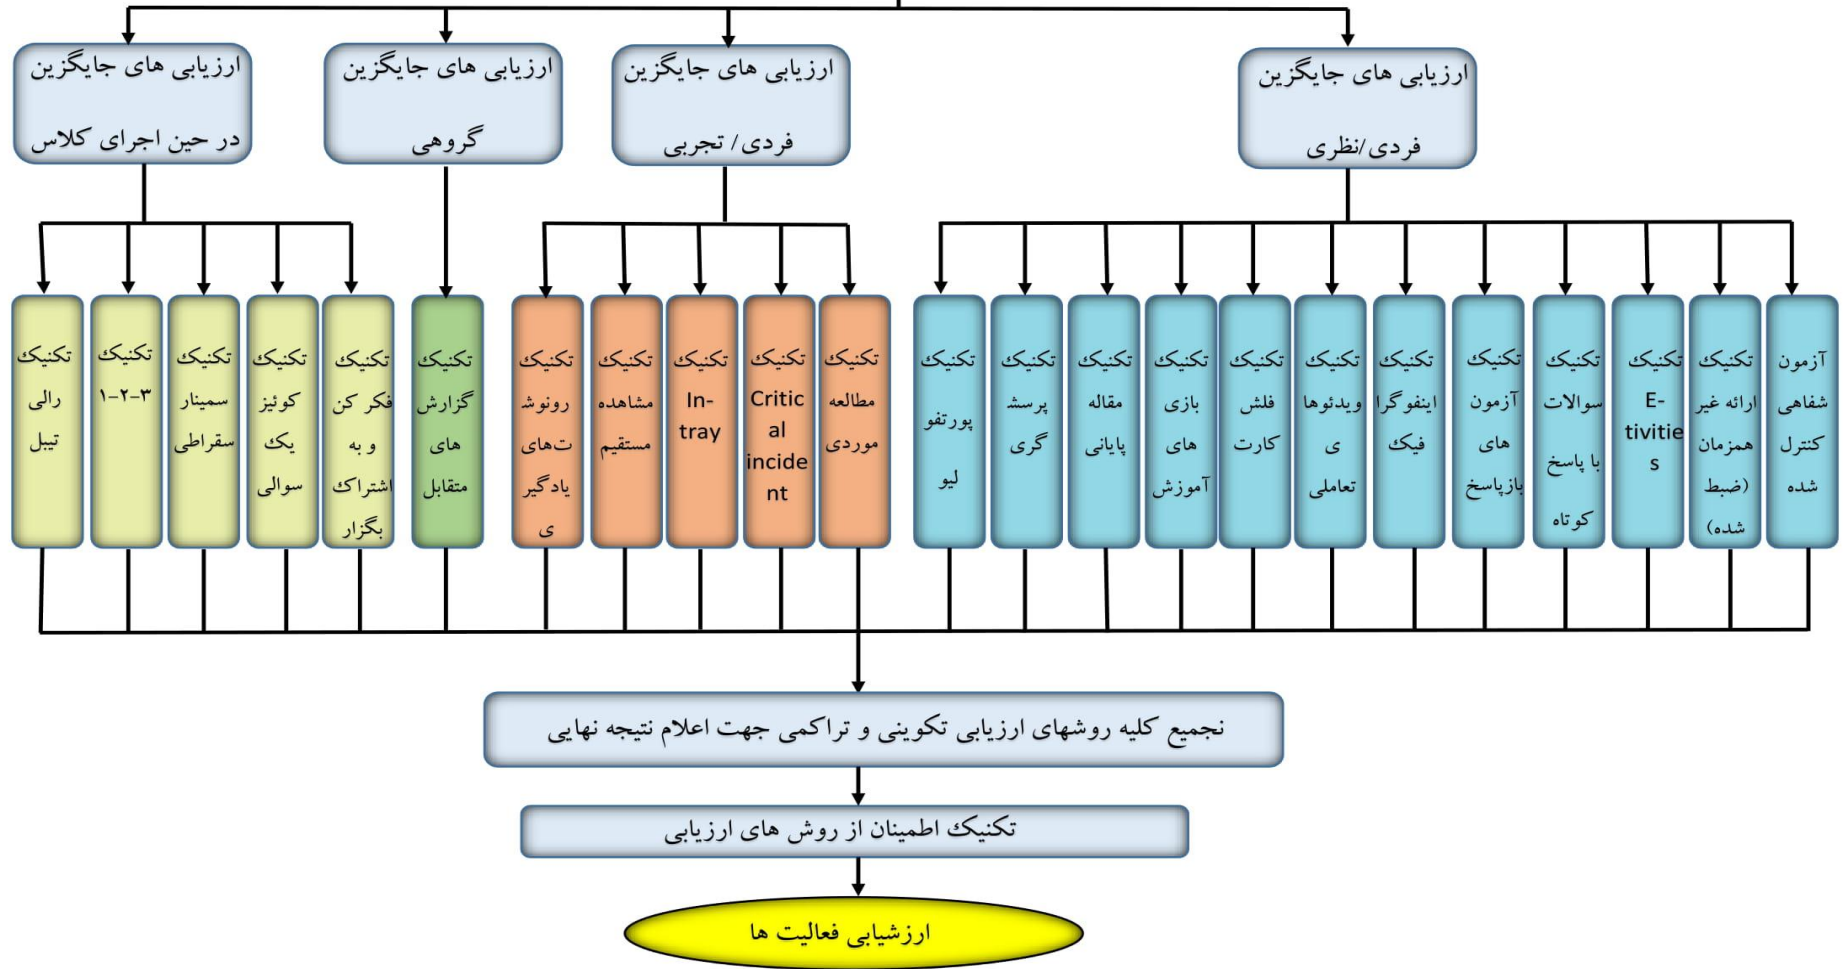 ارزیابی های جایگزین
فردی/نظری
ارزیابی های جایگزین
فردی/ تجربی
ارزیابی های جایگزین
گروهی
ارزیابی های جایگزین
در حین اجرای کلاس
آزمون
شفاهی
کنترل
شده
تکنیک
ارائه غیر
همزمان
(ضبط
شده)
تکنیک
E-
tivitie
s
تکنیک
سوالات
با پاسخ
کوتاه
تکنیک
آزمون
های
بازپاسخ
تکنیک
اینفوگرا
فیک
تکنیک
ویدئوها
ی
تعاملی
تکنیک
فلش
کارت
تکنیک
بازی
های
آموزش
تکنیک
مقاله
پایانی
تکنیک
پرسش
گری
تکنیک
پورتفو
لیو
تکنیک
مطالعه
موردی
تکنیک
Critic
al
incide
nt
تکنیک
In-
tray
تکنیک
مشاهده
مستقیم
تکنیک
رونوش
ت‌های
یادگیر
ی
تکنیک
گزارش
های
متقابل
تکنیک
فکر کن
و به
اشتراک
بگزار
تکنیک
کوئیز
یک
سوالی
تکنیک
سمینار
سقراطی
تکنیک
۱-۲-۳
تکنیک
رالی
تیبل
نجمیع کلیه روشهای ارزیابی تکوینی و تراکمی جهت اعلام نتیجه نهایی
تکنیک اطمینان از روش های ارزیابی
ارزشیابی فعالیت ها